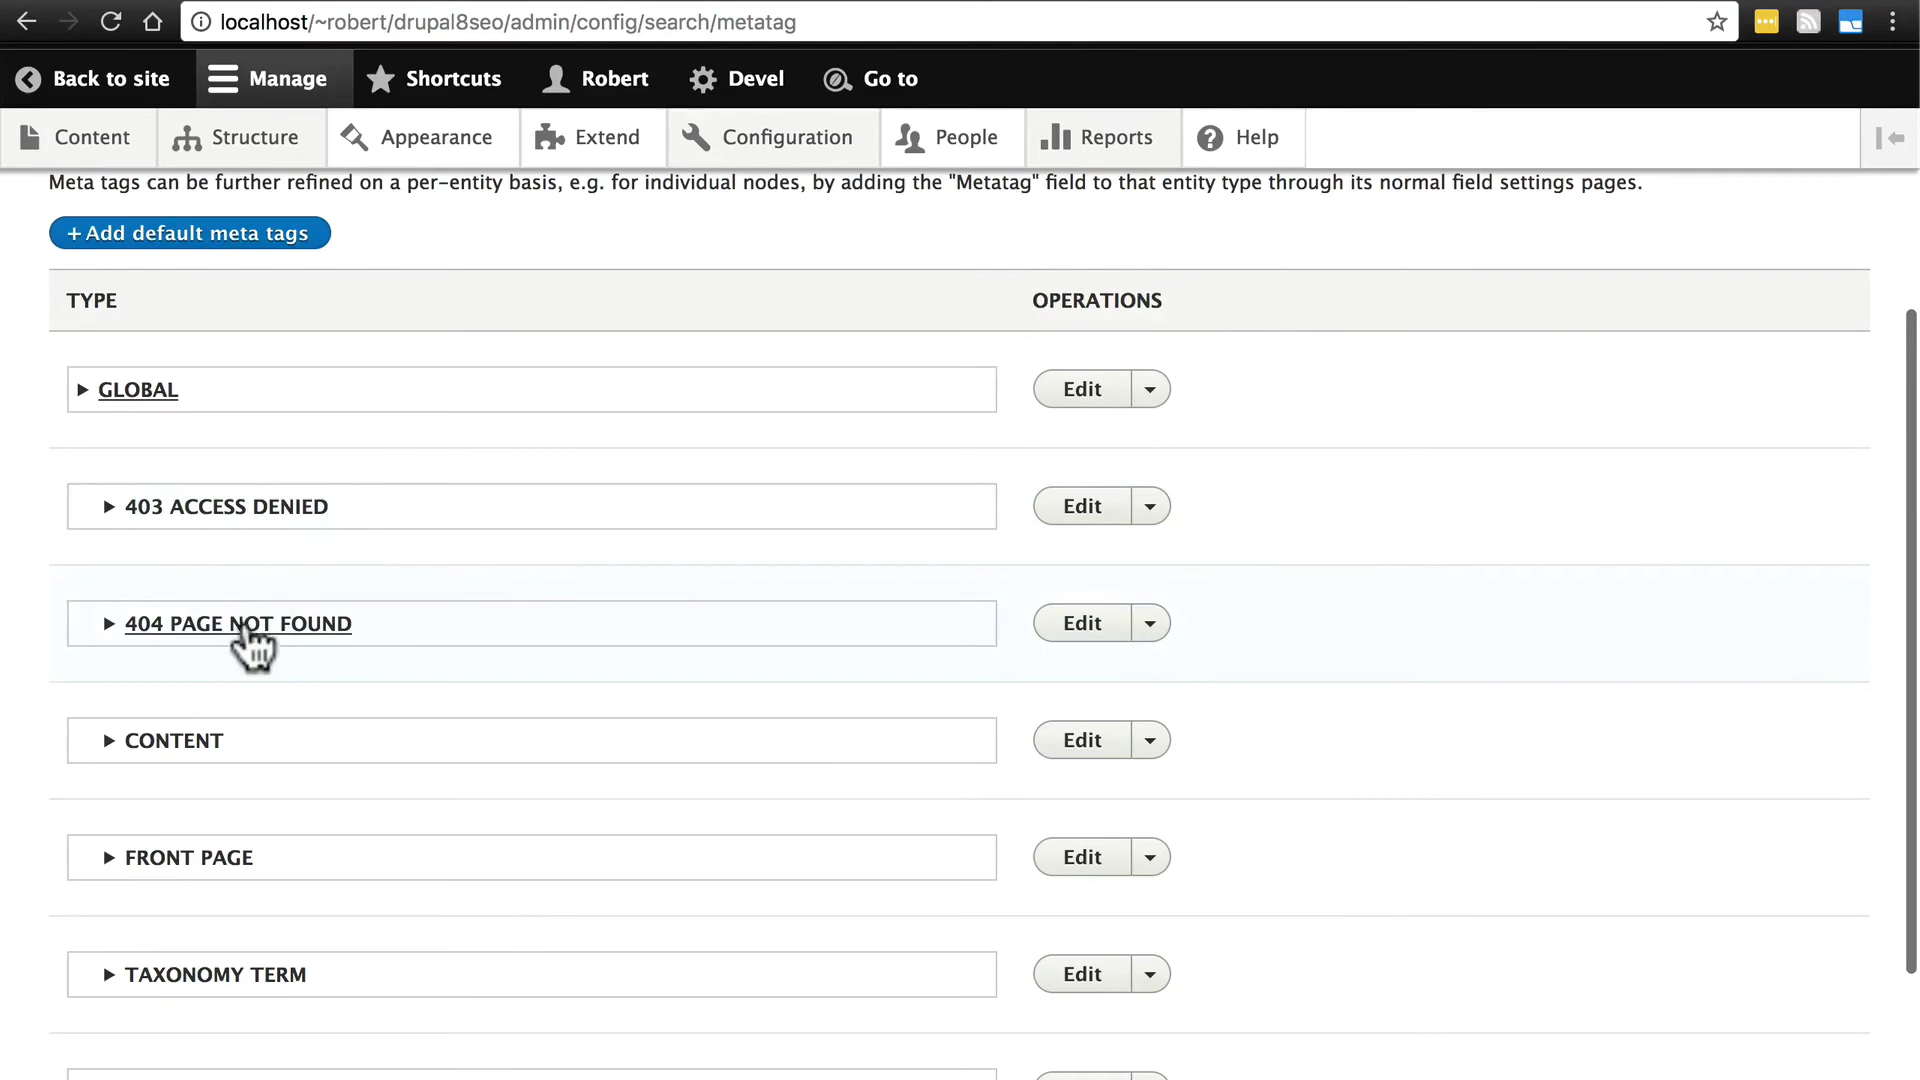 localhost/~robert/drupal8seo/admin/config/search/metatag
Back to site Manage Shortcuts Robert Devel Go to
Content Structure Appearance Extend Configuration People Reports Help
Meta tags can be further refined on a per-entity basis, e.g. for individual nodes, by adding the "Metatag" field to that entity type through its normal field settings pages.
+ Add default meta tags
TYPE OPERATIONS
GLOBAL Edit
403 ACCESS DENIED Edit
404 PAGE NOT FOUND Edit
CONTENT Edit
FRONT PAGE Edit
TAXONOMY TERM Edit